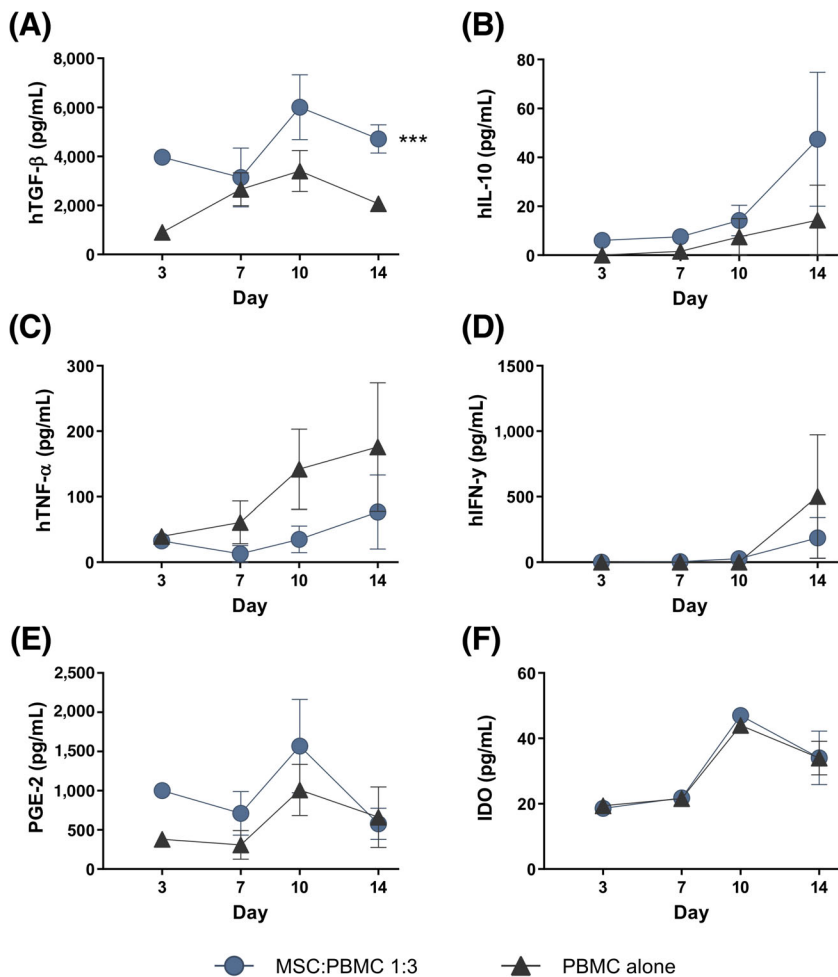 (A)
8,000
6,000
4,000
2,000
0
hTGF-β (pg/mL)
***
3 7 10 14
Day
(B)
80
60
40
20
0
hIL-10 (pg/mL)
3 7 10 14
Day
(C)
300
200
100
0
hTNF-α (pg/mL)
3 7 10 14
Day
(D)
1500
1,000
500
0
hIFN-y (pg/mL)
3 7 10 14
Day
(E)
2,500
2,000
1,500
1,000
500
0
PGE-2 (pg/mL)
3 7 10 14
Day
(F)
60
40
20
0
IDO (pg/mL)
3 7 10 14
Day
MSC:PBMC 1:3 PBMC alone